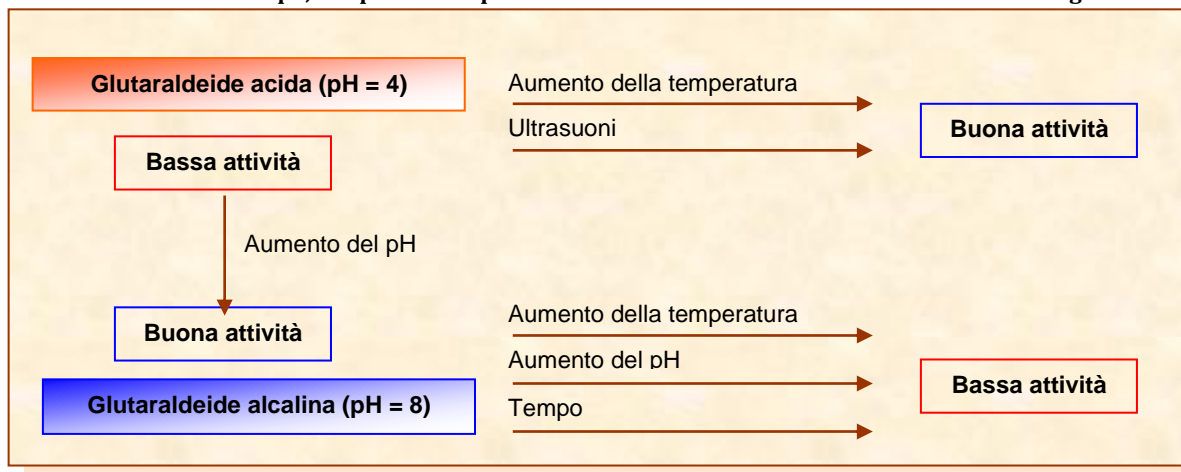 Glutaraldeide acida (pH = 4)
Aumento della temperatura
Ultrasuoni
Buona attività
Bassa attività
Aumento del pH
Buona attività
Aumento della temperatura
Aumento del pH
Bassa attività
Glutaraldeide alcalina (pH = 8)
Tempo